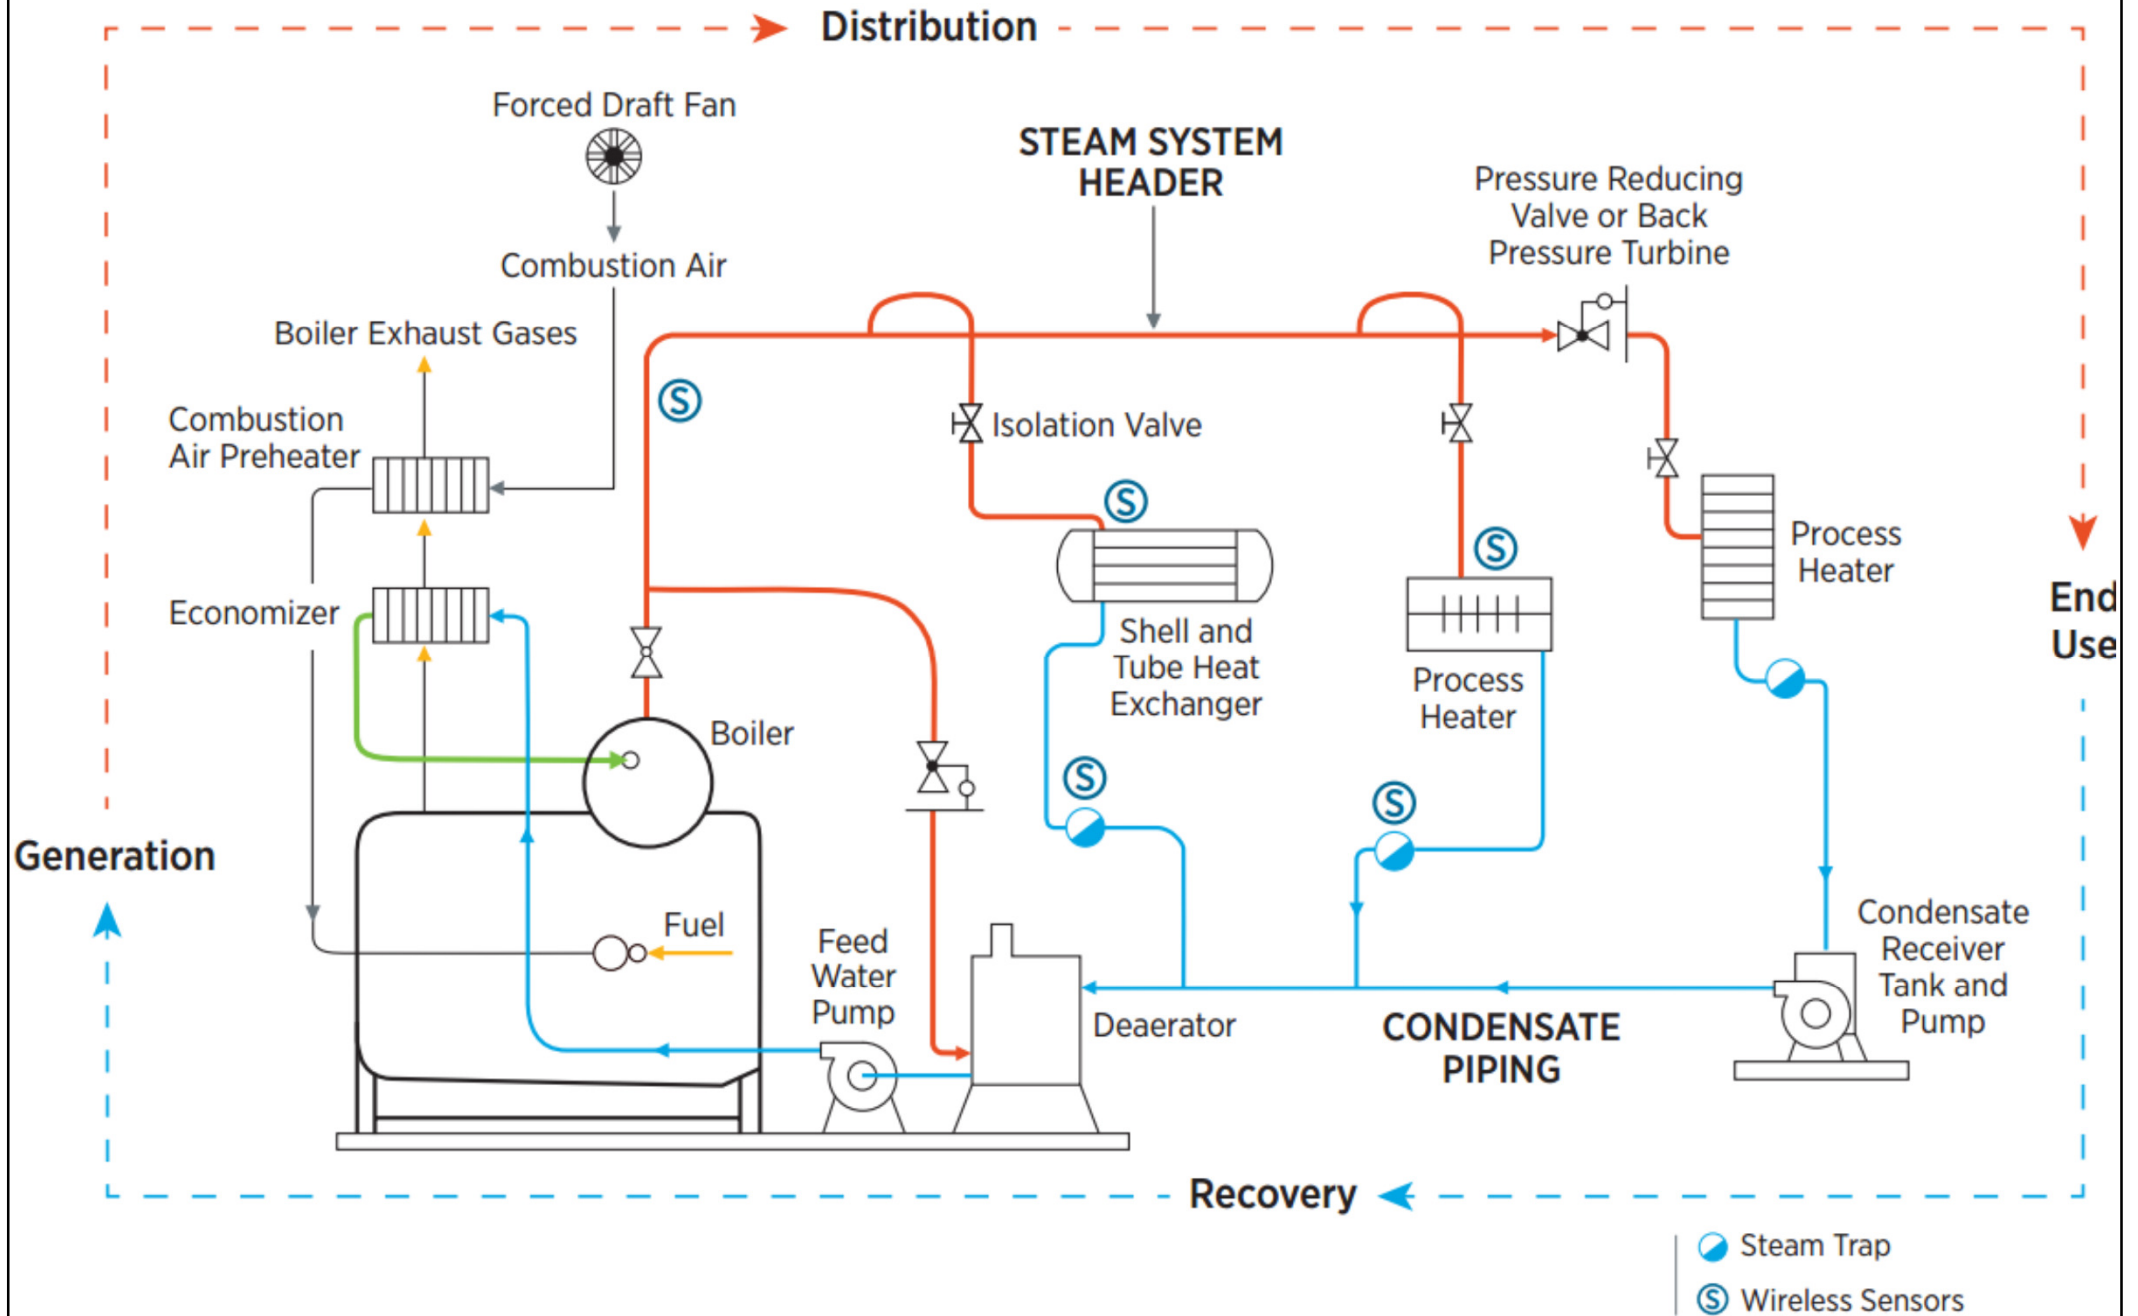 Distribution
Forced Draft Fan
STEAM SYSTEM
HEADER
Pressure Reducing
Valve or Back
Pressure Turbine
Combustion Air
Boiler Exhaust Gases
Combustion
Air Preheater
S
Isolation Valve
S
S
Process
Heater
Economizer
End
Use
Shell and
Tube Heat
Exchanger
Process
Heater
Boiler
S
S
Generation
Fuel
Feed
Water
Pump
Condensate
Receiver
Tank and
Pump
Deaerator
CONDENSATE
PIPING
Recovery
Steam Trap
S Wireless Sensors